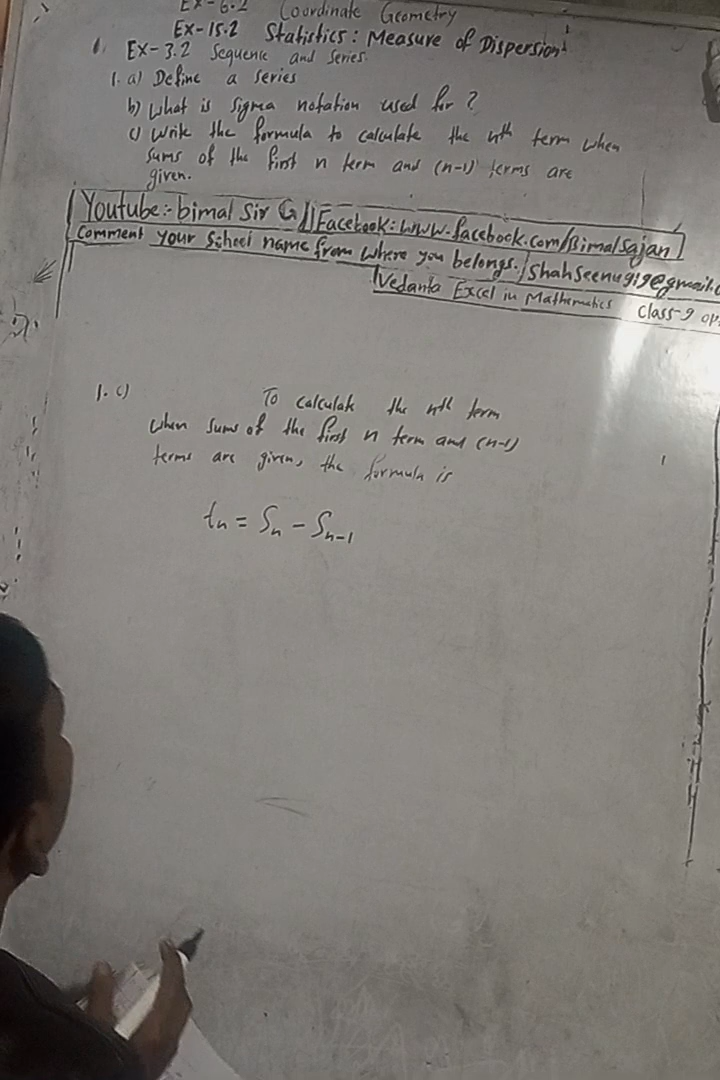 Ex-6.2 Coordinate Geometry
Ex-15.2 Statistics: Measure of Dispersion
1. Ex-3.2 Sequence and Series.
1. a) Define a series
b) What is sigma notation used for?
c) Write the formula to calculate the nth term when
sums of the first n term and (n-1) terms are
given.
Youtube:- bimal Sir G || Facebook: www.facebook.com/Bimalsajan
Comment your School name from where you belongs. / shahseenu919@gmail.
Vedanta Excel in Mathematics Class-9
1. c) To calculate the nth term
when sums of the first n term and (n-1)
terms are given, the formula is
tn = Sn - Sn-1